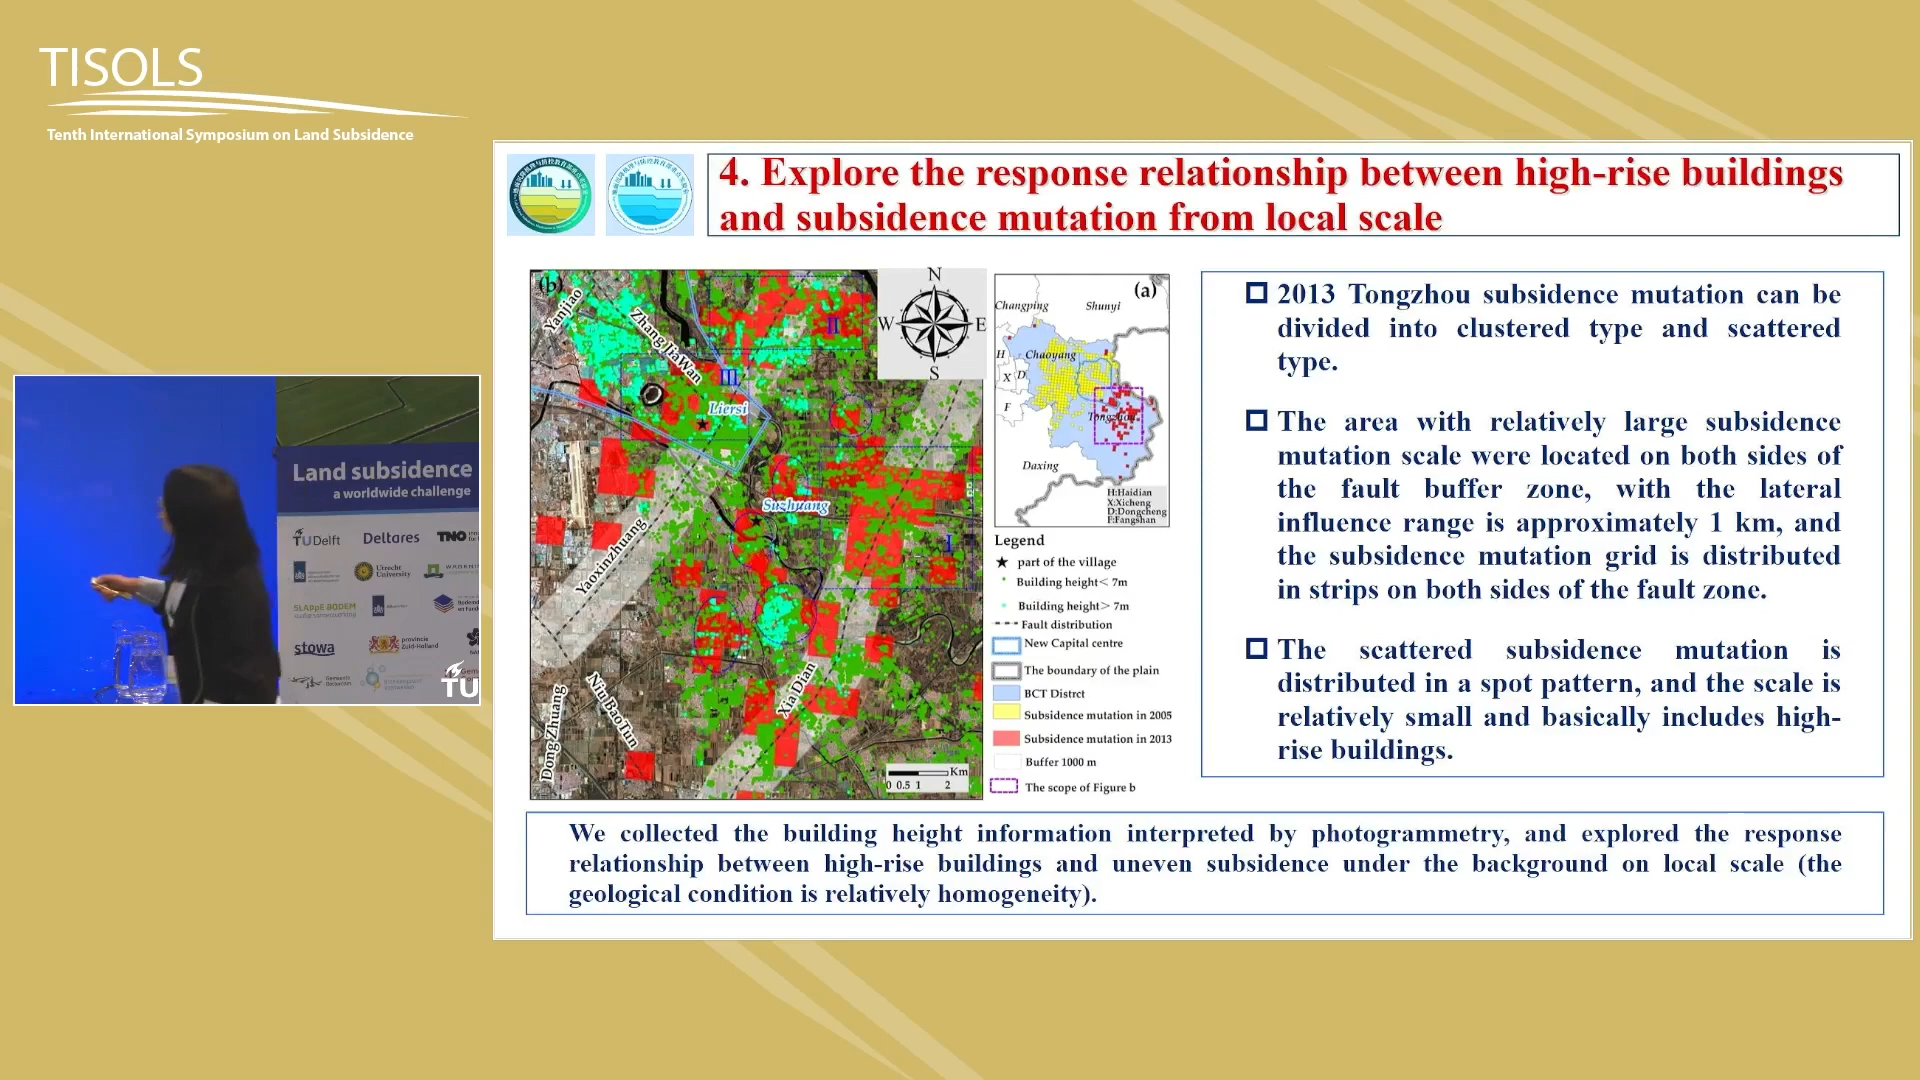 TISOLS
Tenth International Symposium on Land Subsidence
4. Explore the response relationship between high-rise buildings
and subsidence mutation from local scale
(b)
Yanjiao
ZhangJiaWan
II
III
Liersi
Suzhuang
I
Yaoxinzhuang
Xia Dian
NiuBaoTun
DongZhuang
N
W
E
S
Km
0 0.5 1 2
(a)
Changping
Shunyi
H
Chaoyang
X
D
F
Tongzhou
Daxing
H:Haidian
X:Xicheng
D:Dongcheng
F:Fangshan
Legend
part of the village
Building height< 7m
Building height> 7m
Fault distribution
New Capital centre
The boundary of the plain
BCT Distrct
Subsidence mutation in 2005
Subsidence mutation in 2013
Buffer 1000 m
The scope of Figure b
2013 Tongzhou subsidence mutation can be
divided into clustered type and scattered
type.
The area with relatively large subsidence
mutation scale were located on both sides of
the fault buffer zone, with the lateral
influence range is approximately 1 km, and
the subsidence mutation grid is distributed
in strips on both sides of the fault zone.
The scattered subsidence mutation is
distributed in a spot pattern, and the scale is
relatively small and basically includes high-
rise buildings.
We collected the building height information interpreted by photogrammetry, and explored the response
relationship between high-rise buildings and uneven subsidence under the background on local scale (the
geological condition is relatively homogeneity).
Land subsidence
a worldwide challenge
TUDelft
Deltares
TNO
Utrecht
University
SLAPPE BODEM
stowa
provincie
Zuid-Holland
TU